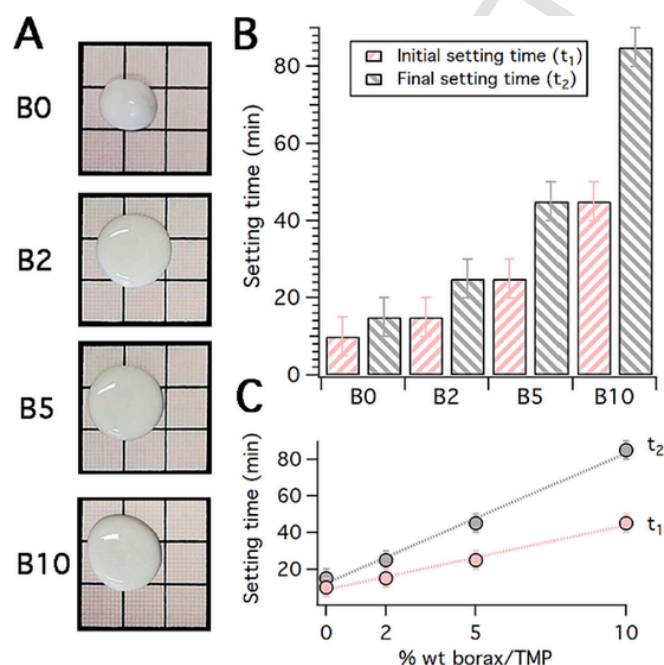 A
B0
B2
B5
B10
B
Initial setting time (t₁)
Final setting time (t₂)
Setting time (min)
80
60
40
20
0
B0 B2 B5 B10
C
Setting time (min)
80
60
40
20
t₂
t₁
0 2 5 10
% wt borax/TMP